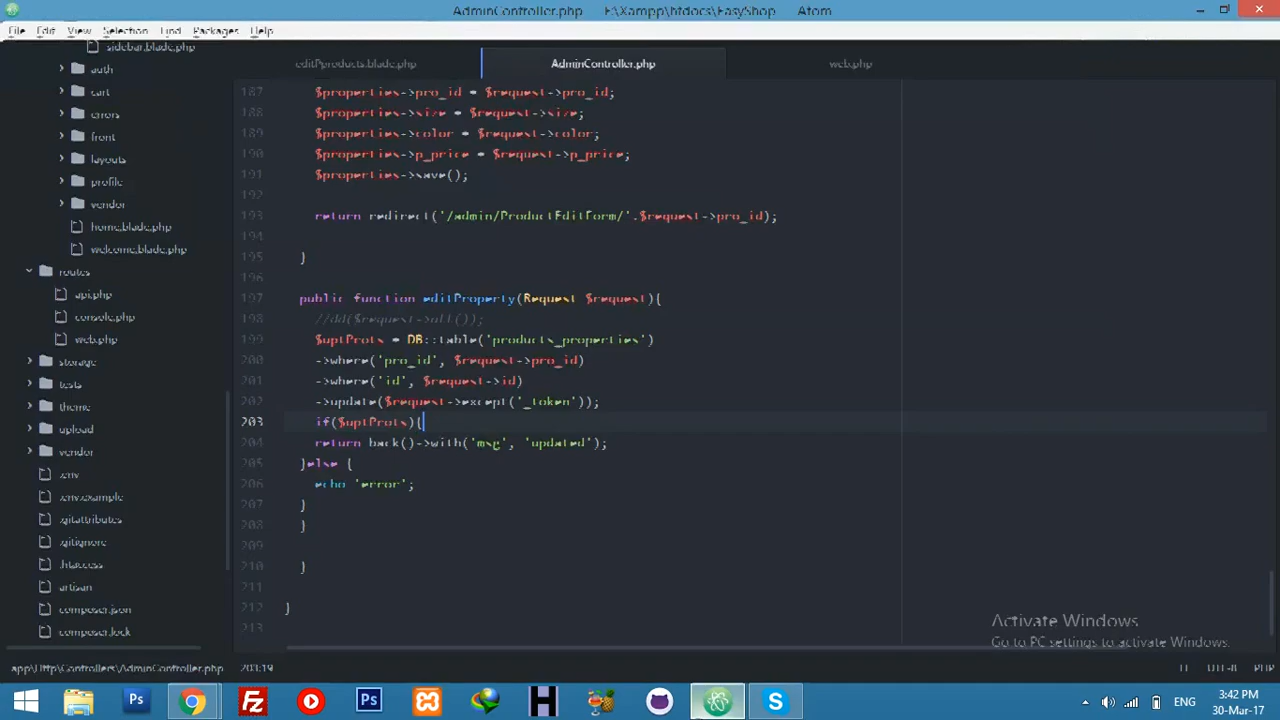 AdminController.php - E:\Xampp\htdocs\EasyShop - Atom
File Edit View Selection Find Packages Help
sidebar.blade.php
auth
cart
errors
front
layouts
profile
vendor
home.blade.php
welcome.blade.php
routes
api.php
console.php
web.php
storage
tests
theme
upload
vendor
.env
.env.example
.gitattributes
.gitignore
.htaccess
artisan
composer.json
composer.lock
editPproducts.blade.php AdminController.php web.php
187 $properties->pro_id = $request->pro_id;
188 $properties->size = $request->size;
189 $properties->color = $request->color;
190 $properties->p_price = $request->p_price;
191 $properties->save();
192
193 return redirect('/admin/ProductEditForm/'.$request->pro_id);
194
195 }
196
197 public function editProperty(Request $request){
198 //dd($request->all());
199 $uptProts = DB::table('products_properties')
200 ->where('pro_id', $request->pro_id)
201 ->where('id', $request->id)
202 ->update($request->except('_token'));
203 if($uptProts){
204 return back()->with('msg', 'updated');
205 }else {
206 echo 'error';
207 }
208 }
209
210 }
211
212 }
213
Activate Windows
Go to PC settings to activate Windows.
app\Http\Controllers\AdminController.php 203:19 LF UTF-8 PHP
ENG 3:42 PM
30-Mar-17